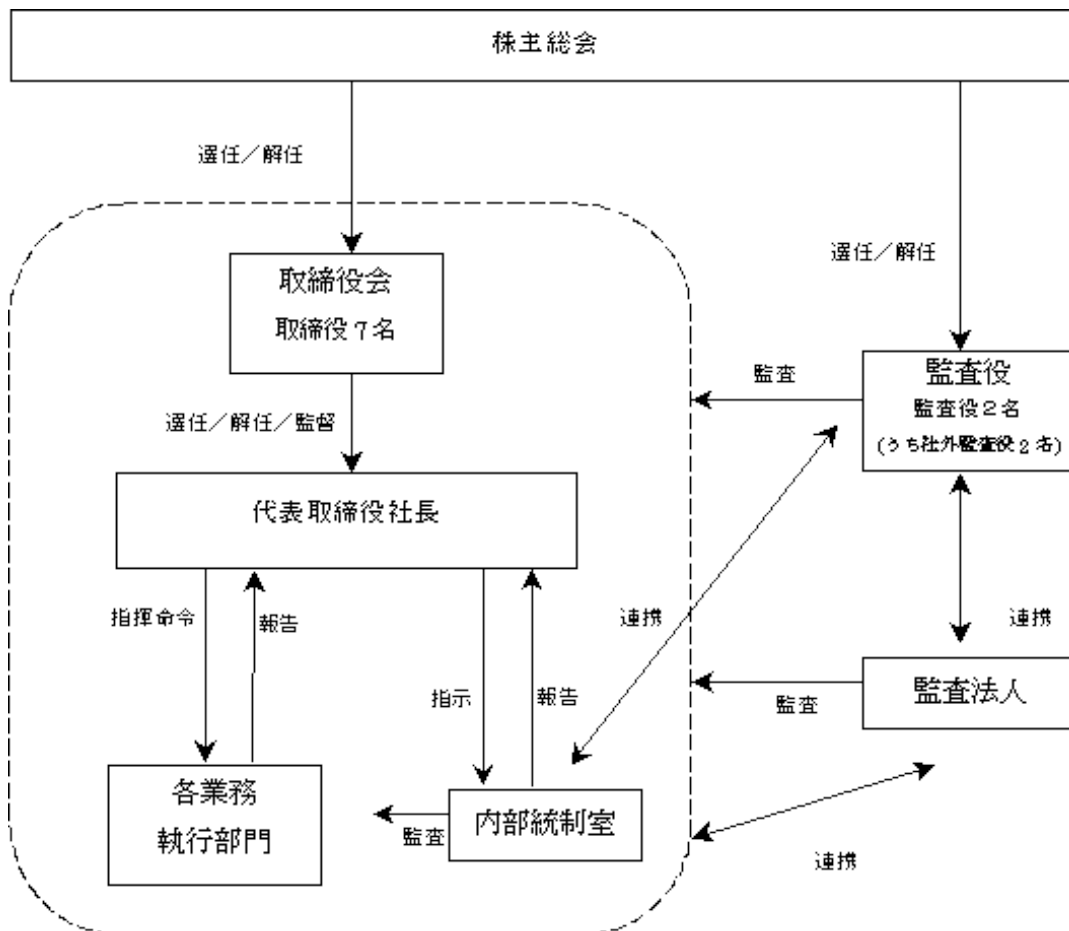 株主総会
選任／解任
選任／解任
取締役会
取締役７名
監査
監査役
監査役２名
(うち社外監査役２名)
選任／解任／監督
代表取締役社長
指揮命令
報告
連携
連携
指示
報告
監査法人
監査
各業務
執行部門
内部統制室
監査
連携